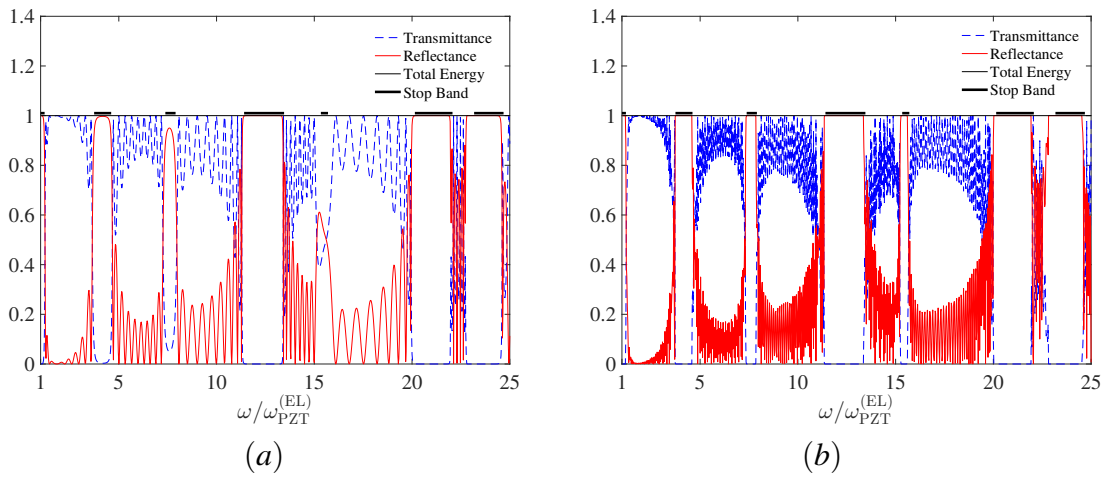 1.4
1.2
1
0.8
0.6
0.4
0.2
0
1 5 10 15 20 25
Transmittance
Reflectance
Total Energy
Stop Band
ω/ω_PZT^(EL)
(a)
1.4
1.2
1
0.8
0.6
0.4
0.2
0
1 5 10 15 20 25
Transmittance
Reflectance
Total Energy
Stop Band
ω/ω_PZT^(EL)
(b)